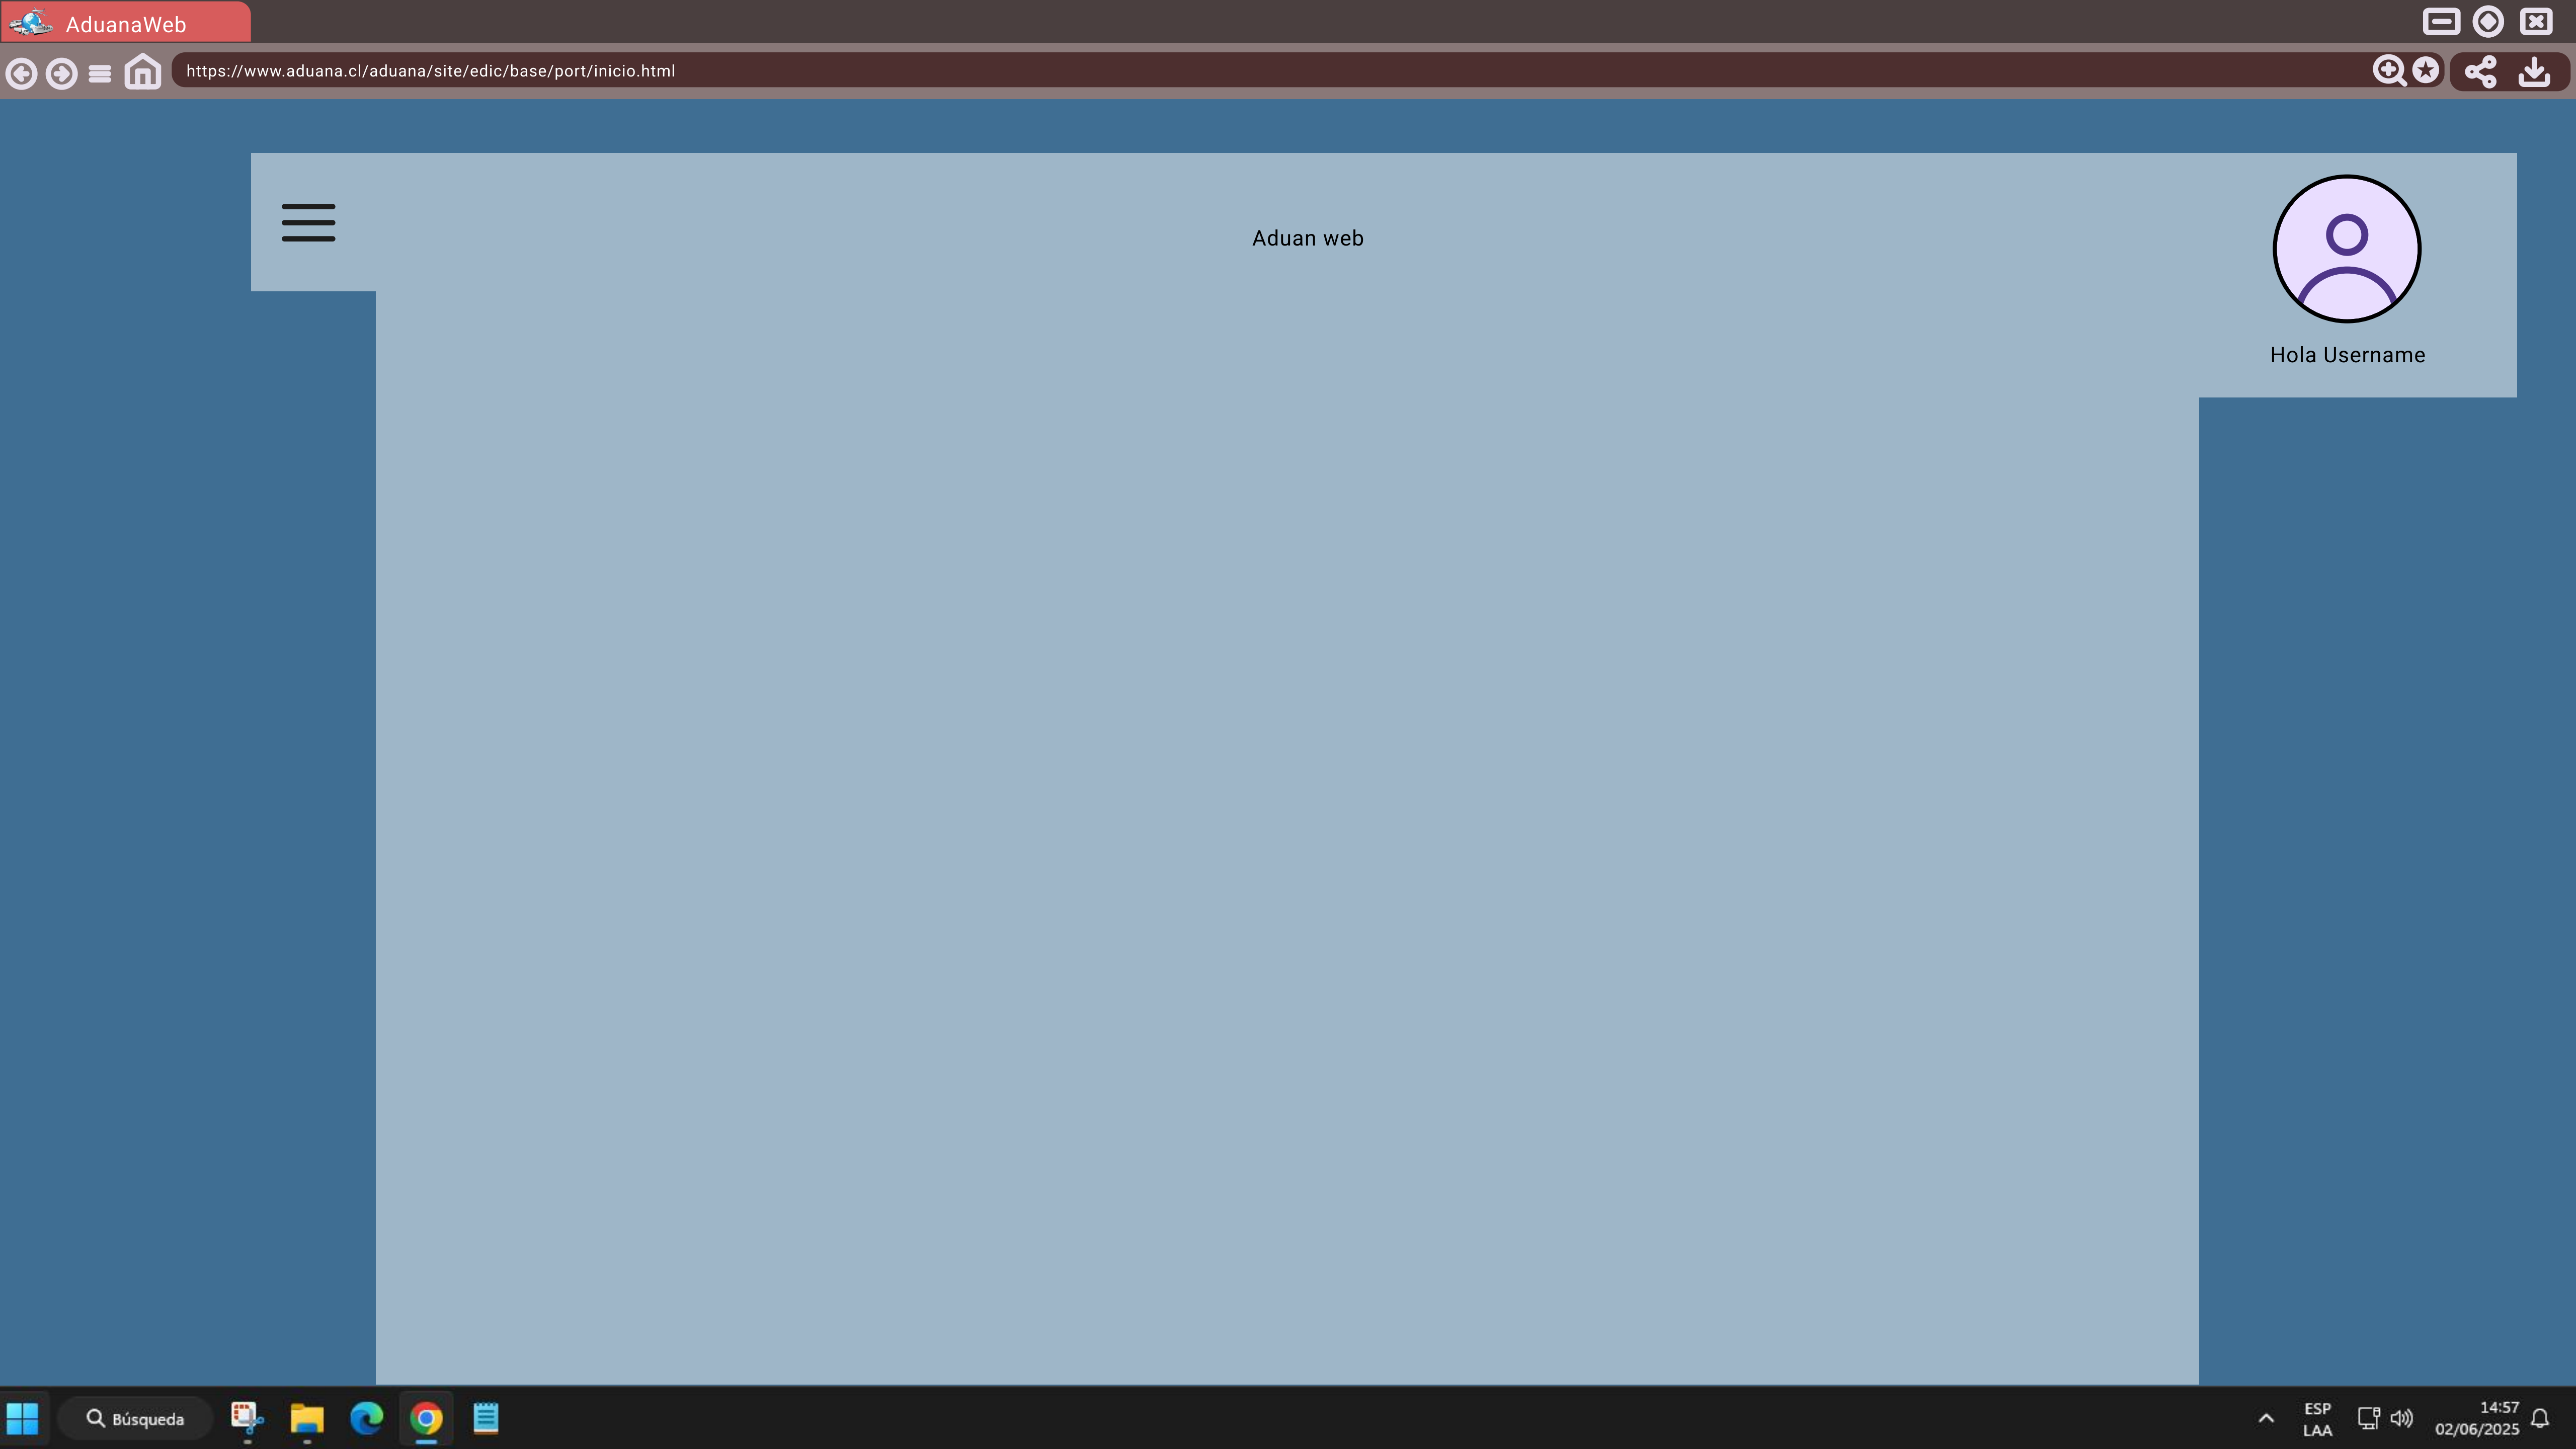 AduanaWeb
https://www.aduana.cl/aduana/site/edic/base/port/inicio.html
Aduan web
Hola Username
Búsqueda
ESP
LAA
14:57
02/06/2025